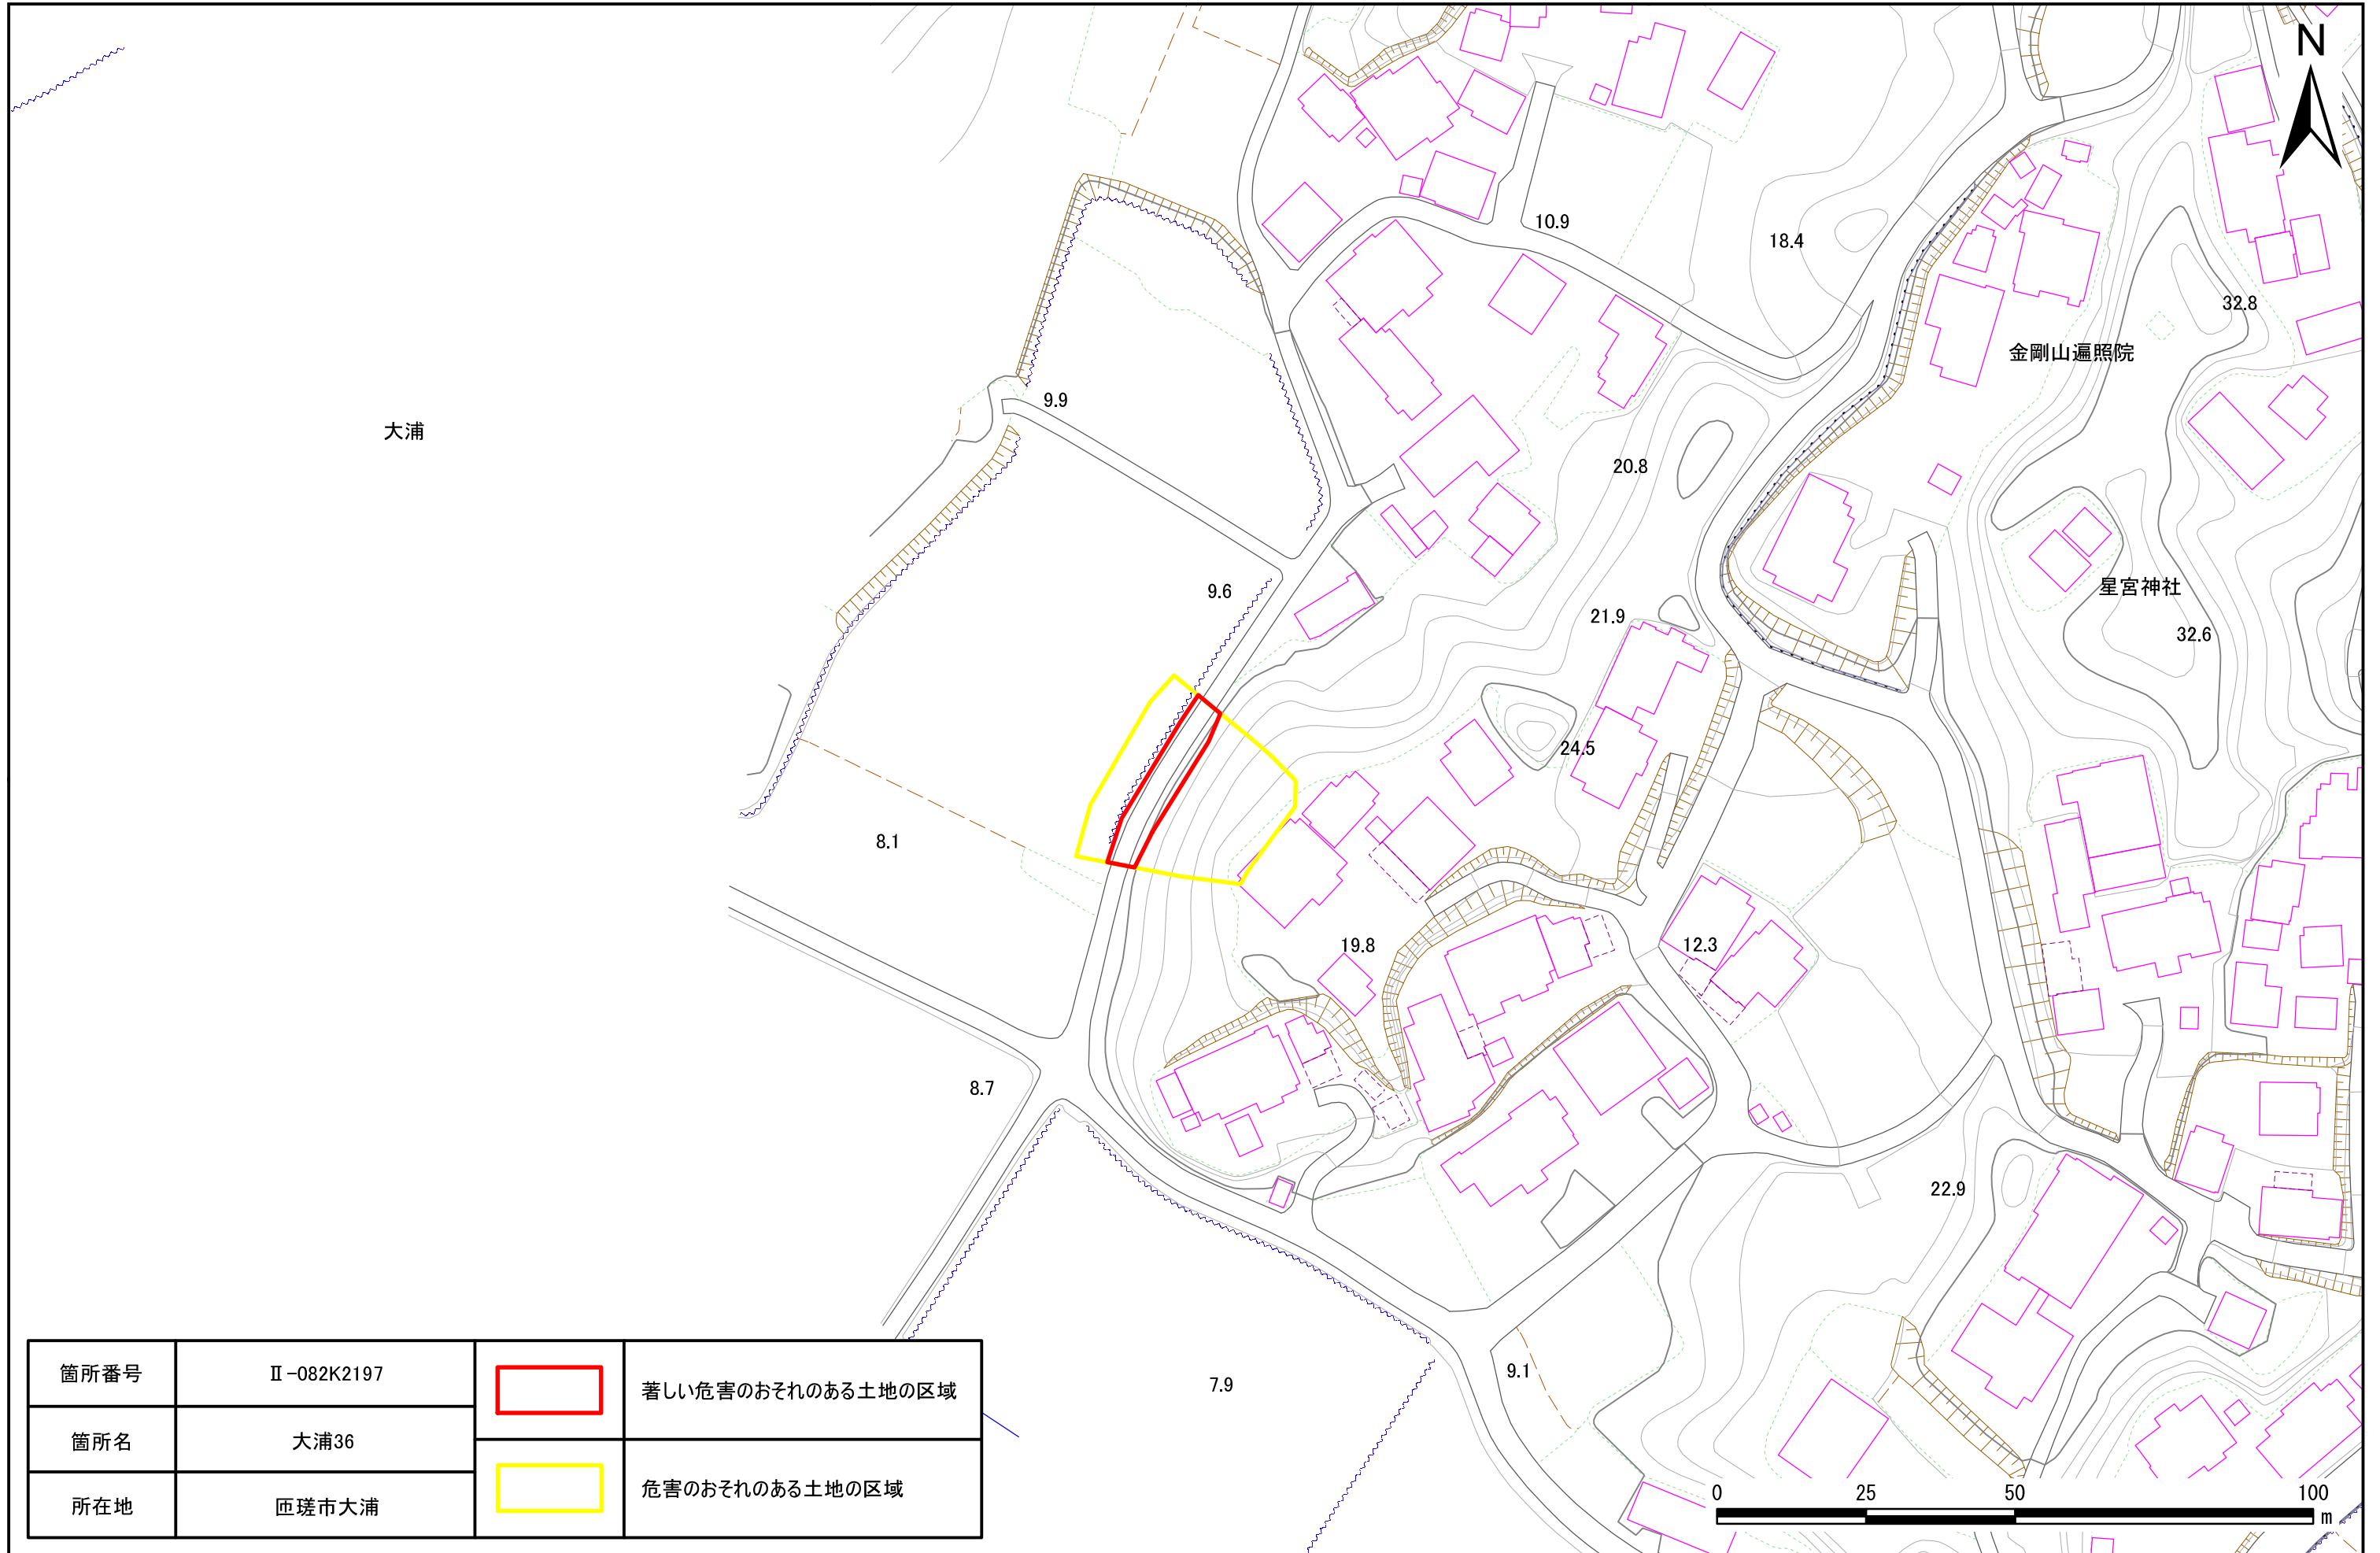 N
10.9
18.4
32.8
金剛山遍照院
9.9
大浦
20.8
9.6
星宮神社
21.9
32.6
24.5
8.1
19.8
12.3
8.7
22.9
9.1
7.9
箇所番号
Ⅱ-082K2197
著しい危害のおそれのある土地の区域
箇所名
大浦36
危害のおそれのある土地の区域
所在地
匝瑳市大浦
0 25 50 100
m